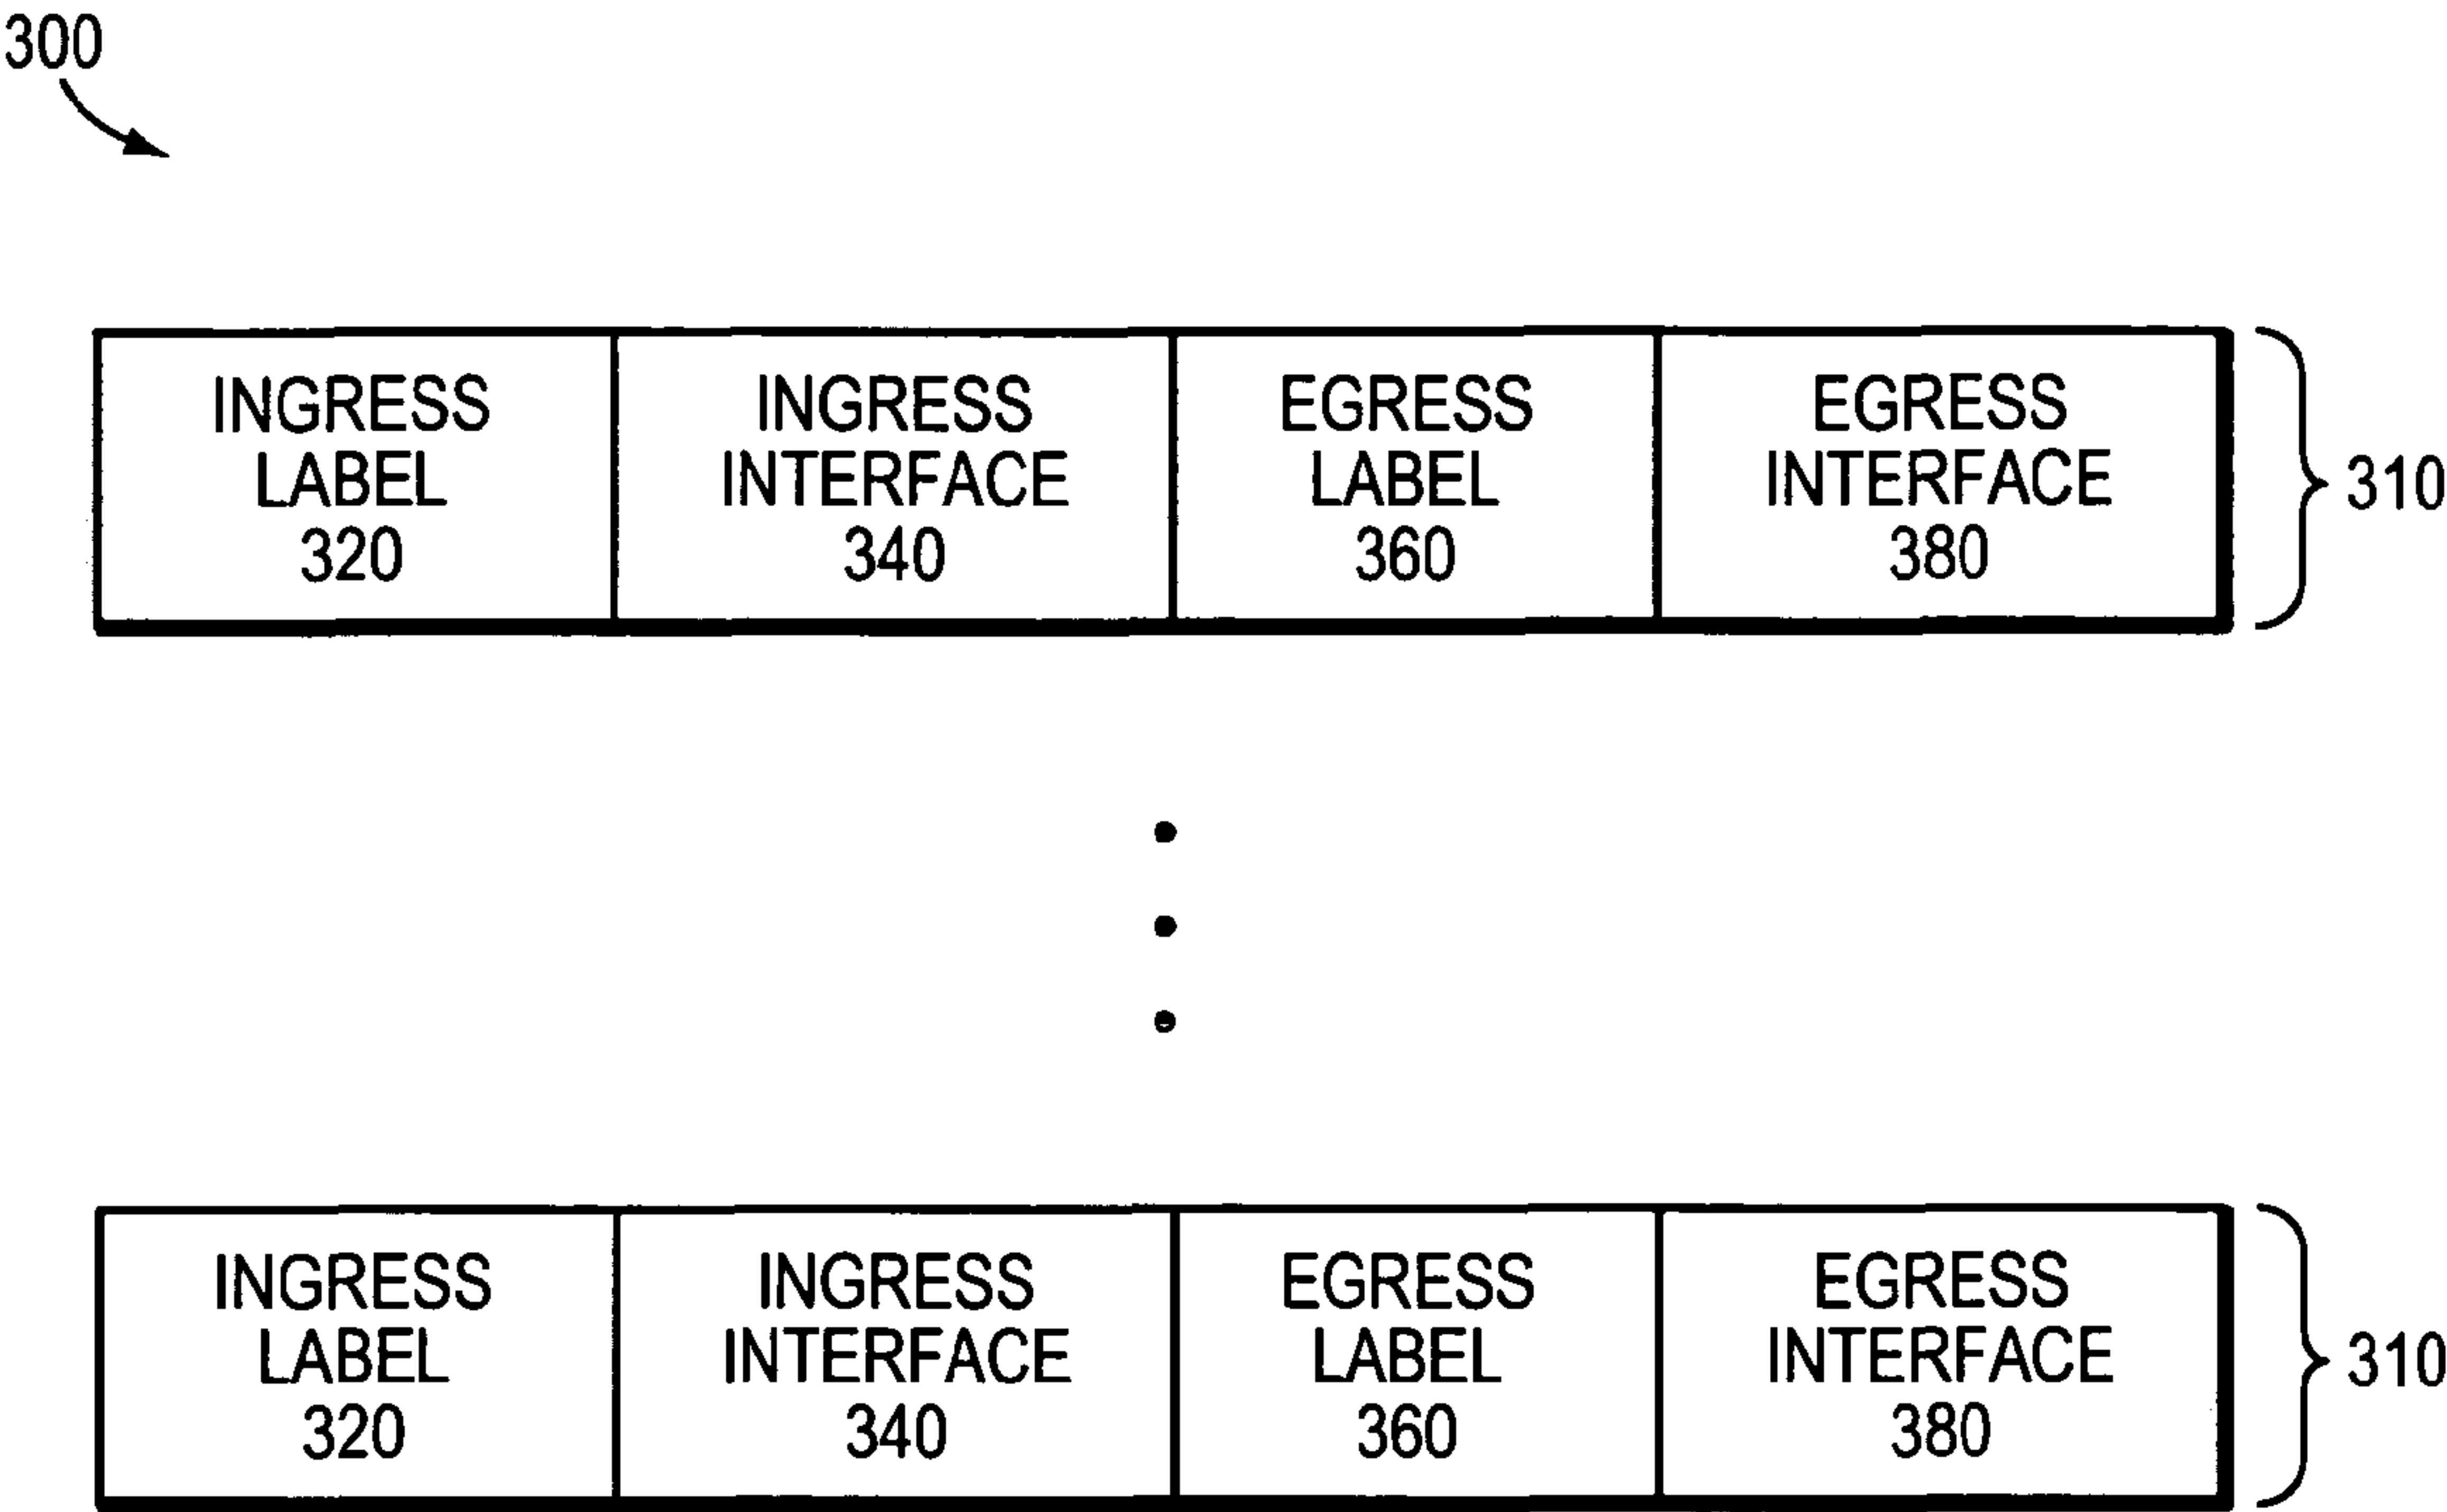 300
INGRESS LABEL 320
INGRESS INTERFACE 340
EGRESS LABEL 360
EGRESS INTERFACE 380
310
INGRESS LABEL 320
INGRESS INTERFACE 340
EGRESS LABEL 360
EGRESS INTERFACE 380
310